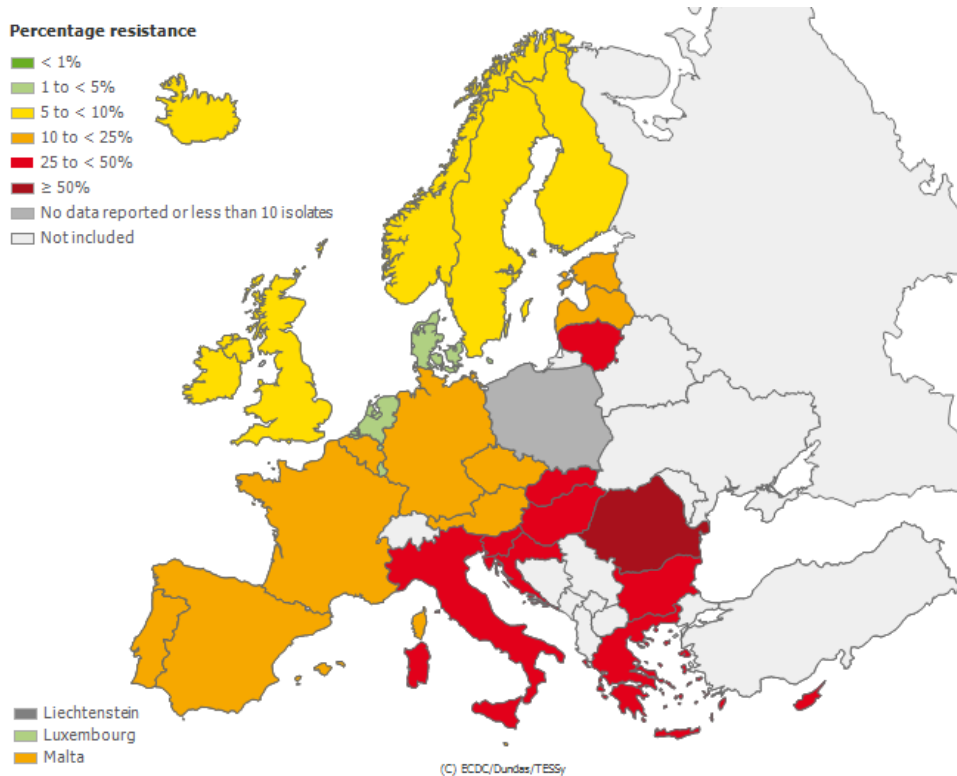 Percentage resistance
< 1%
1 to < 5%
5 to < 10%
10 to < 25%
25 to < 50%
≥ 50%
No data reported or less than 10 isolates
Not included
Liechtenstein
Luxembourg
Malta
(C) ECDC/Dundas/TESSy